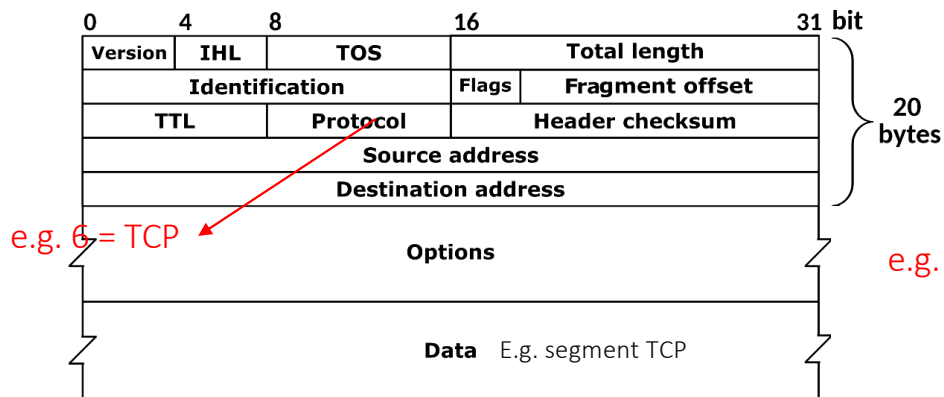 0 4 8 16 31 bit
Version IHL TOS Total length
Identification Flags Fragment offset
20
bytes
TTL Protocol Header checksum
Source address
Destination address
e.g. 6 = TCP
Options
e.g.
Data E.g. segment TCP